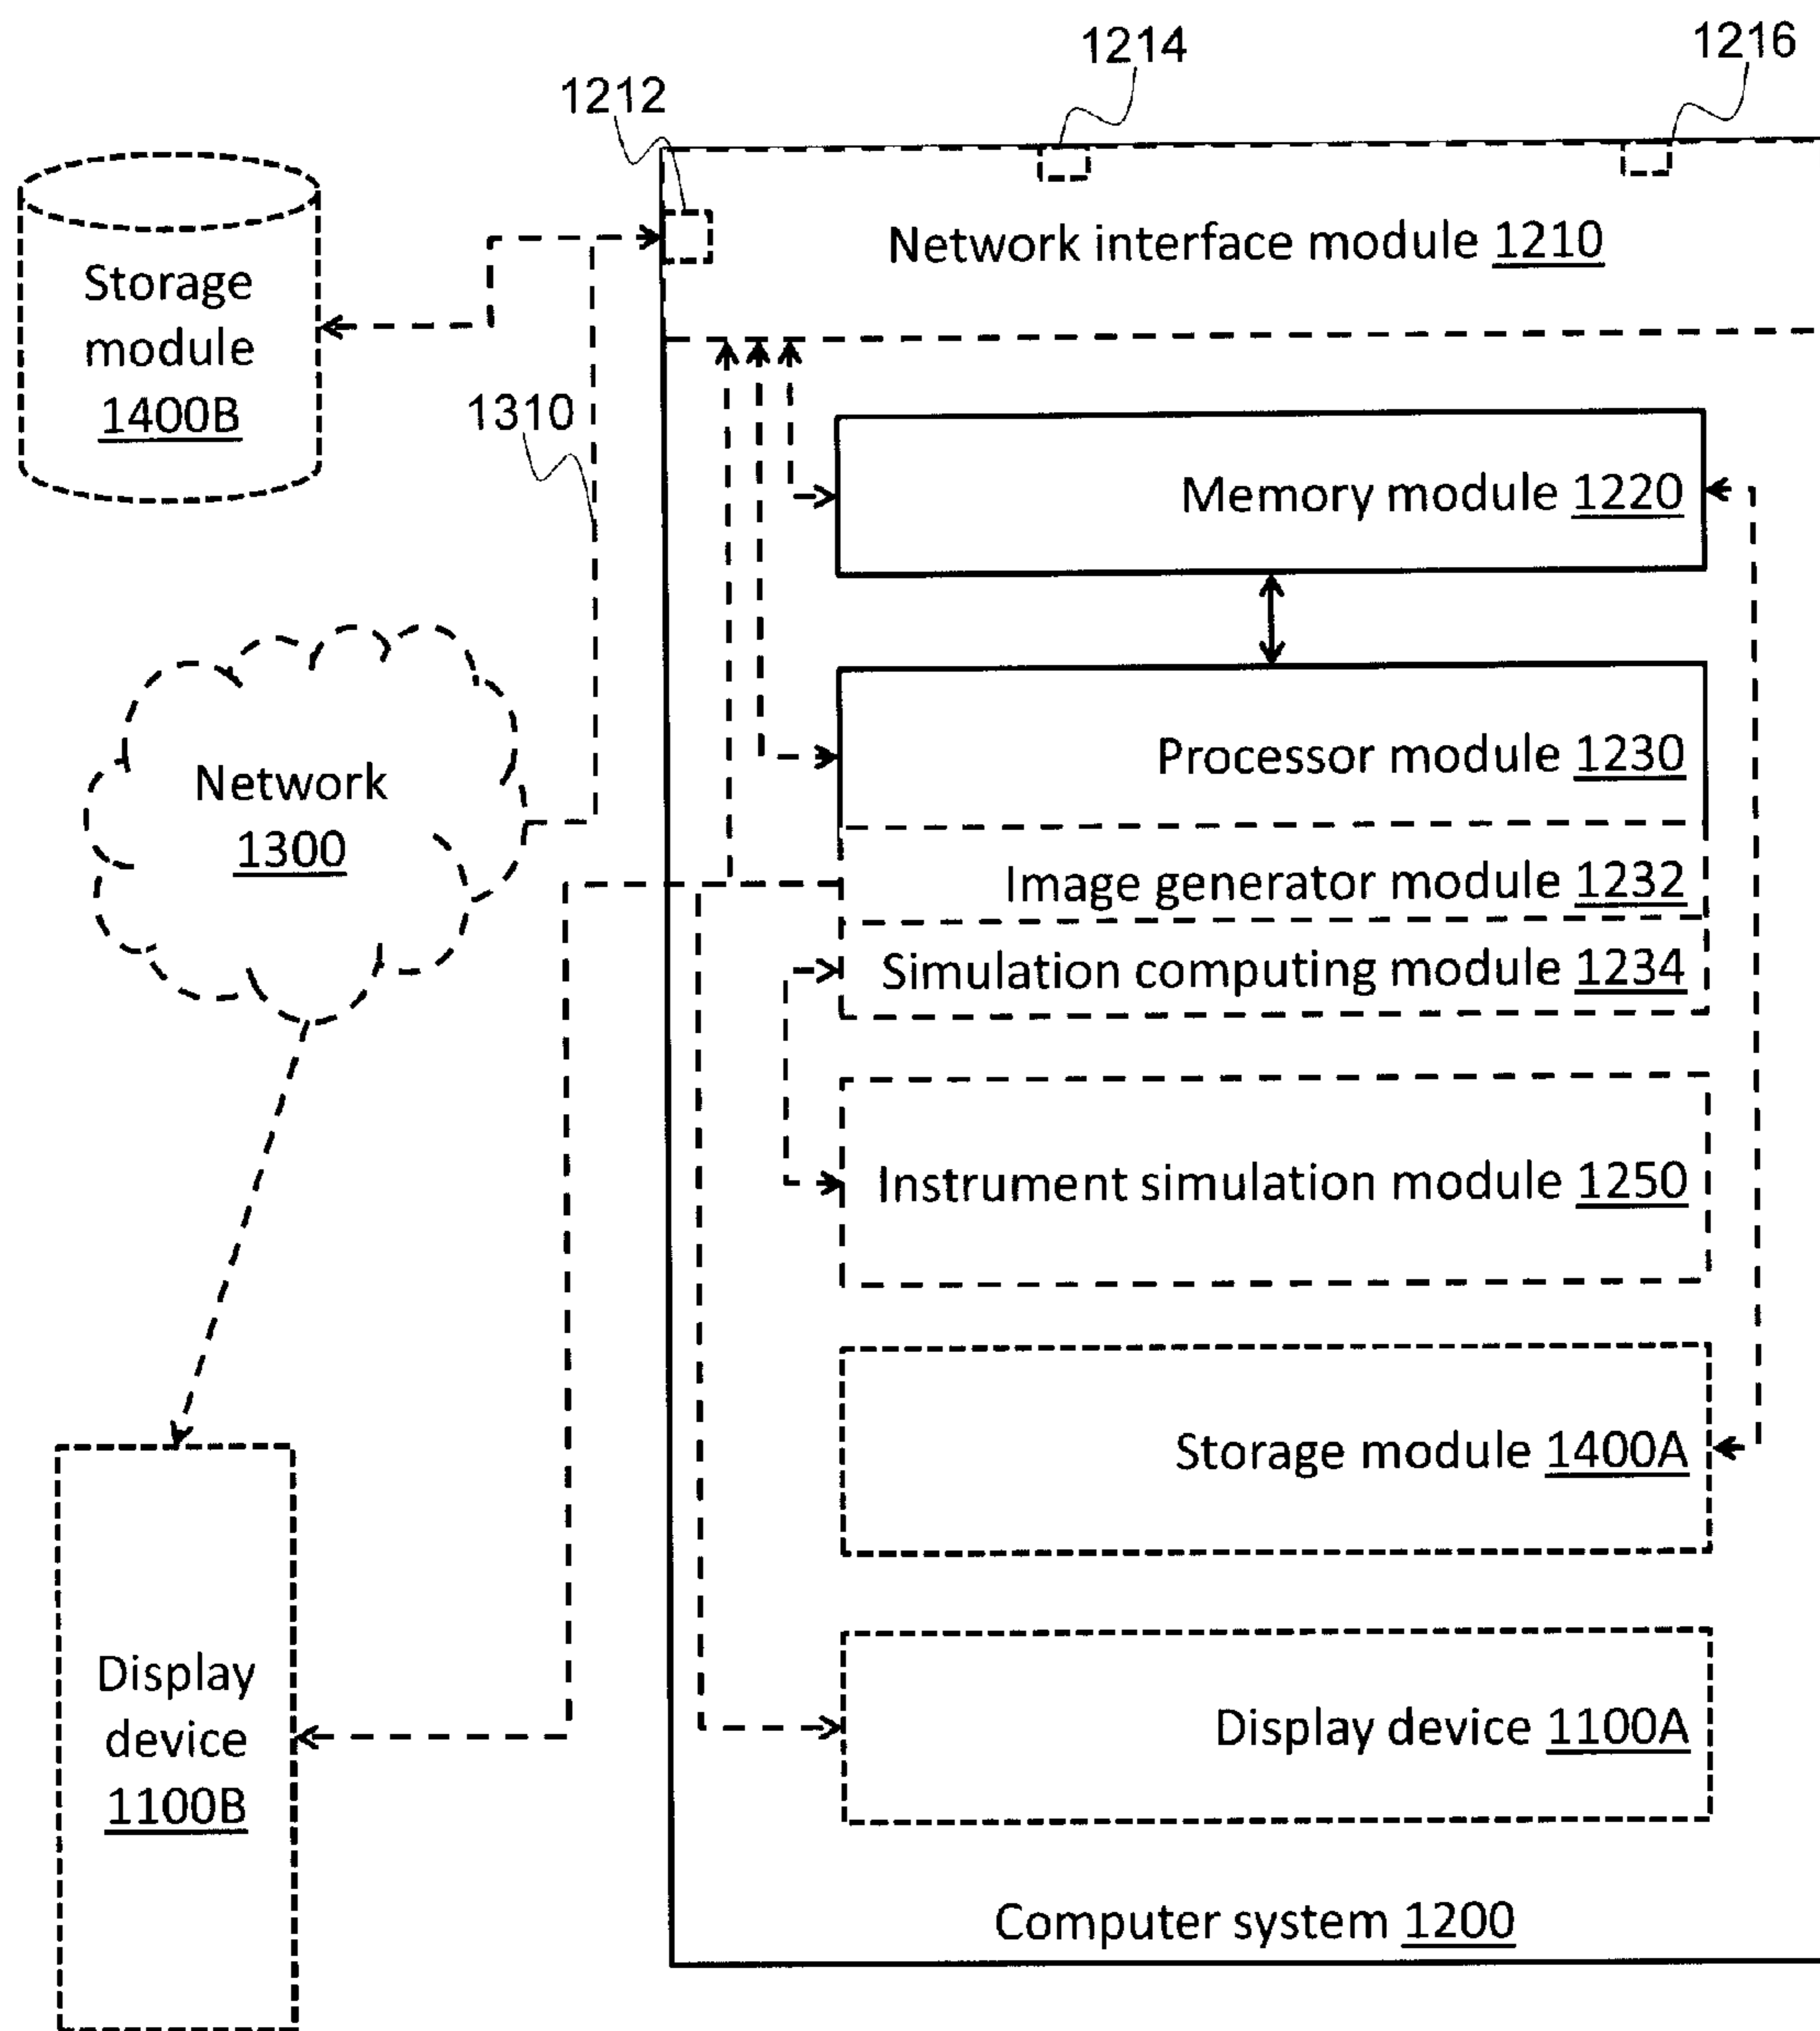 1214
1216
1212
Storage
module
1400B
Network interface module 1210
1310
Memory module 1220
Network
1300
Processor module 1230
Image generator module 1232
Simulation computing module 1234
Instrument simulation module 1250
Storage module 1400A
Display
device
1100B
Display device 1100A
Computer system 1200